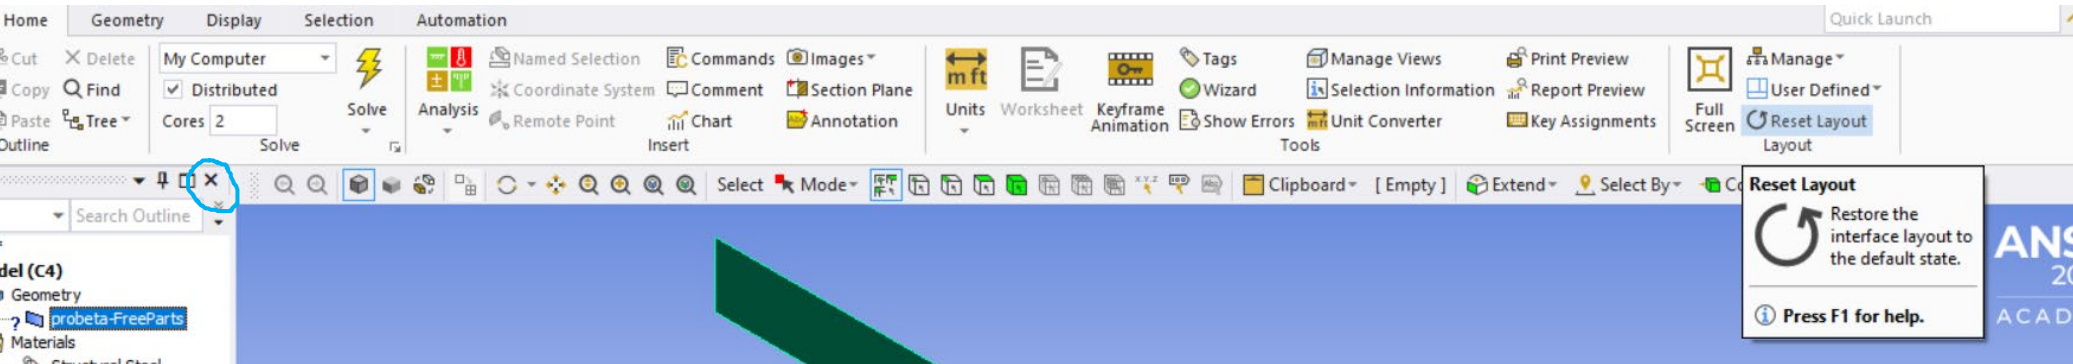 Home Geometry Display Selection Automation Quick Launch
Cut Delete My Computer Named Selection Commands Images Tags Manage Views Print Preview Manage
Copy Find Distributed Coordinate System Comment Section Plane Wizard Selection Information Report Preview User Defined
Paste Tree Cores 2 Solve Analysis Remote Point Chart Annotation Units Worksheet Keyframe Animation Show Errors Unit Converter Key Assignments Full Screen Reset Layout
Outline Solve Insert Tools Layout
Select Mode Clipboard [Empty] Extend Select By Co
Search Outline
del (C4)
Geometry
probeta-FreeParts
Materials
Structural Steel
Reset Layout
Restore the
interface layout to
the default state.
Press F1 for help.
ANS
20
ACAD